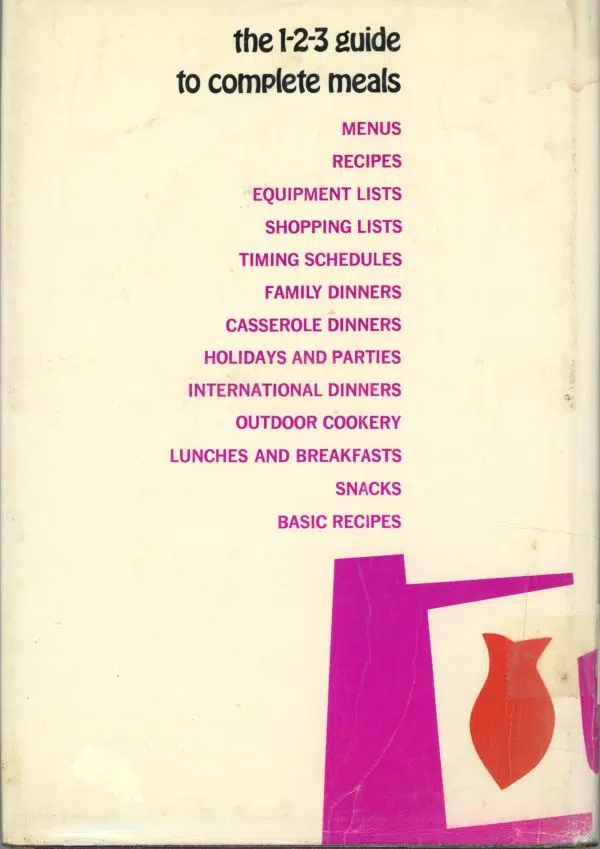 the 1-2-3 guide
to complete meals
MENUS
RECIPES
EQUIPMENT LISTS
SHOPPING LISTS
TIMING SCHEDULES
FAMILY DINNERS
CASSEROLE DINNERS
HOLIDAYS AND PARTIES
INTERNATIONAL DINNERS
OUTDOOR COOKERY
LUNCHES AND BREAKFASTS
SNACKS
BASIC RECIPES